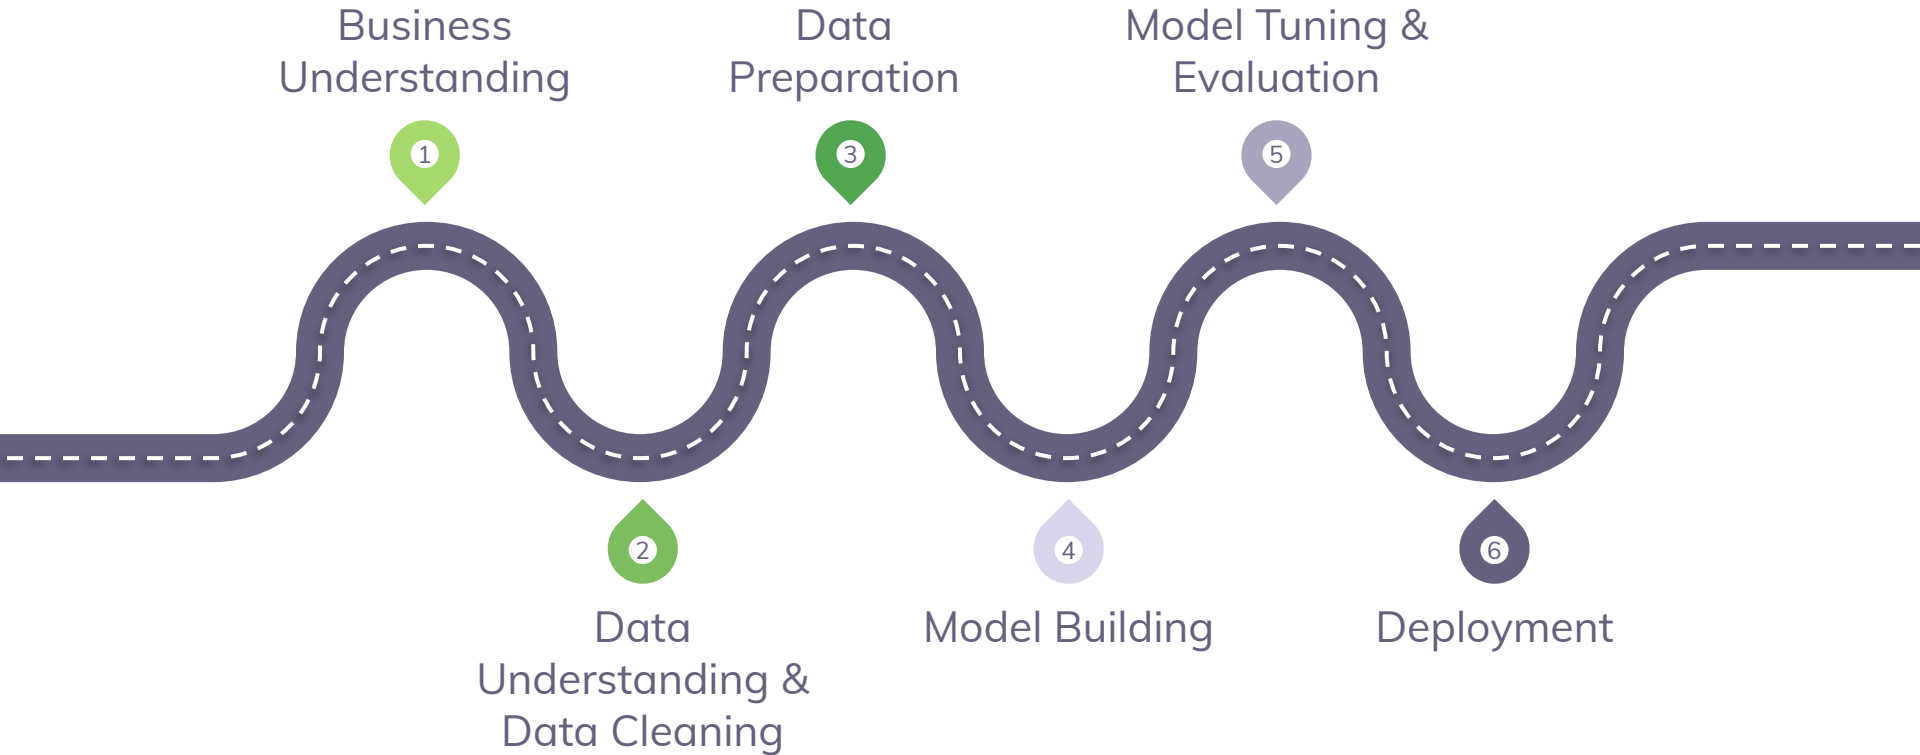 Business
Understanding
1
2
Data
Understanding &
Data Cleaning
Data
Preparation
3
4
Model Building
Model Tuning &
Evaluation
5
6
Deployment